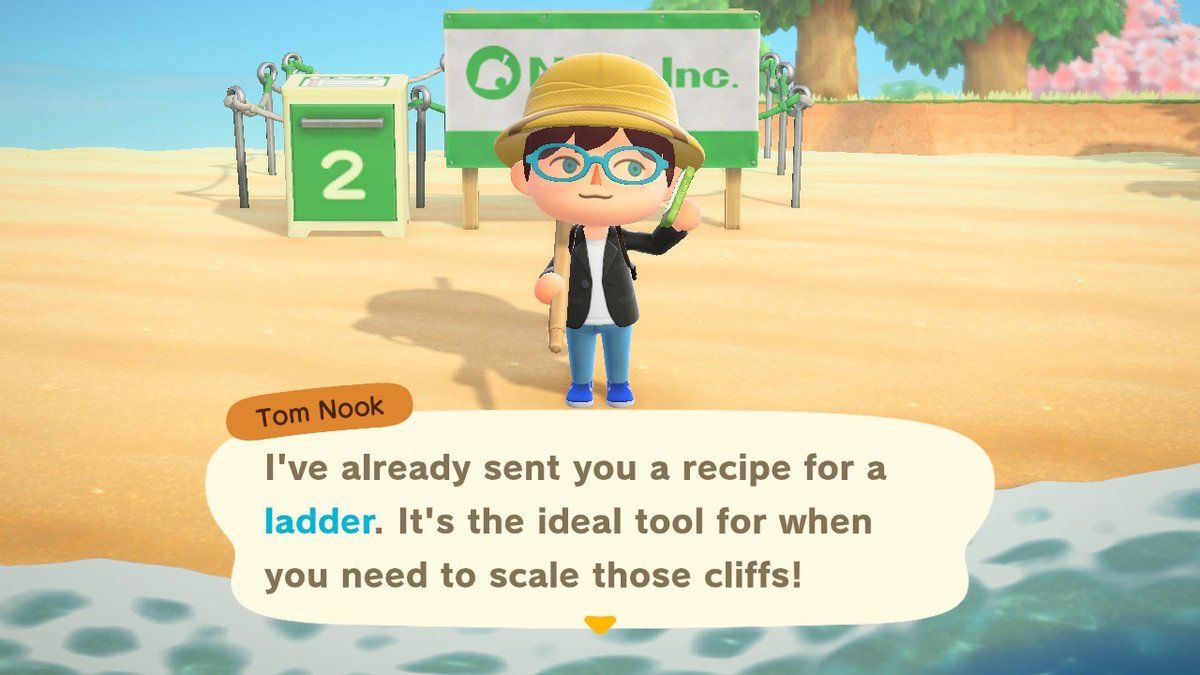 Inc.
2
Tom Nook
I've already sent you a recipe for a
ladder. It's the ideal tool for when
you need to scale those cliffs!